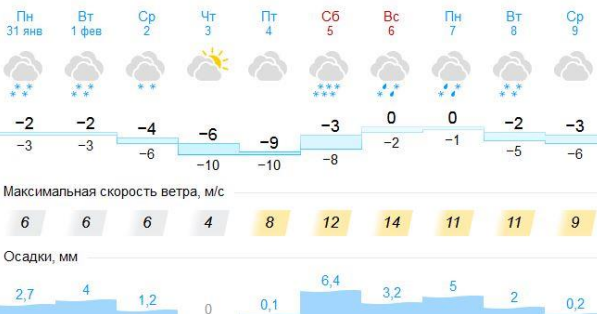 Пн Вт Ср Чт Пт Сб Вс Пн Вт Ср
31 янв 1 фев 2 3 4 5 6 7 8 9
−2 −2 −4 −6 −9 −3 0 0 −2 −3
−3 −3 −6 −10 −10 −8 −2 −1 −5 −6
Максимальная скорость ветра, м/с
6 6 6 4 8 12 14 11 11 9
Осадки, мм
2,7 4 1,2 0 0,1 6,4 3,2 5 2 0,2